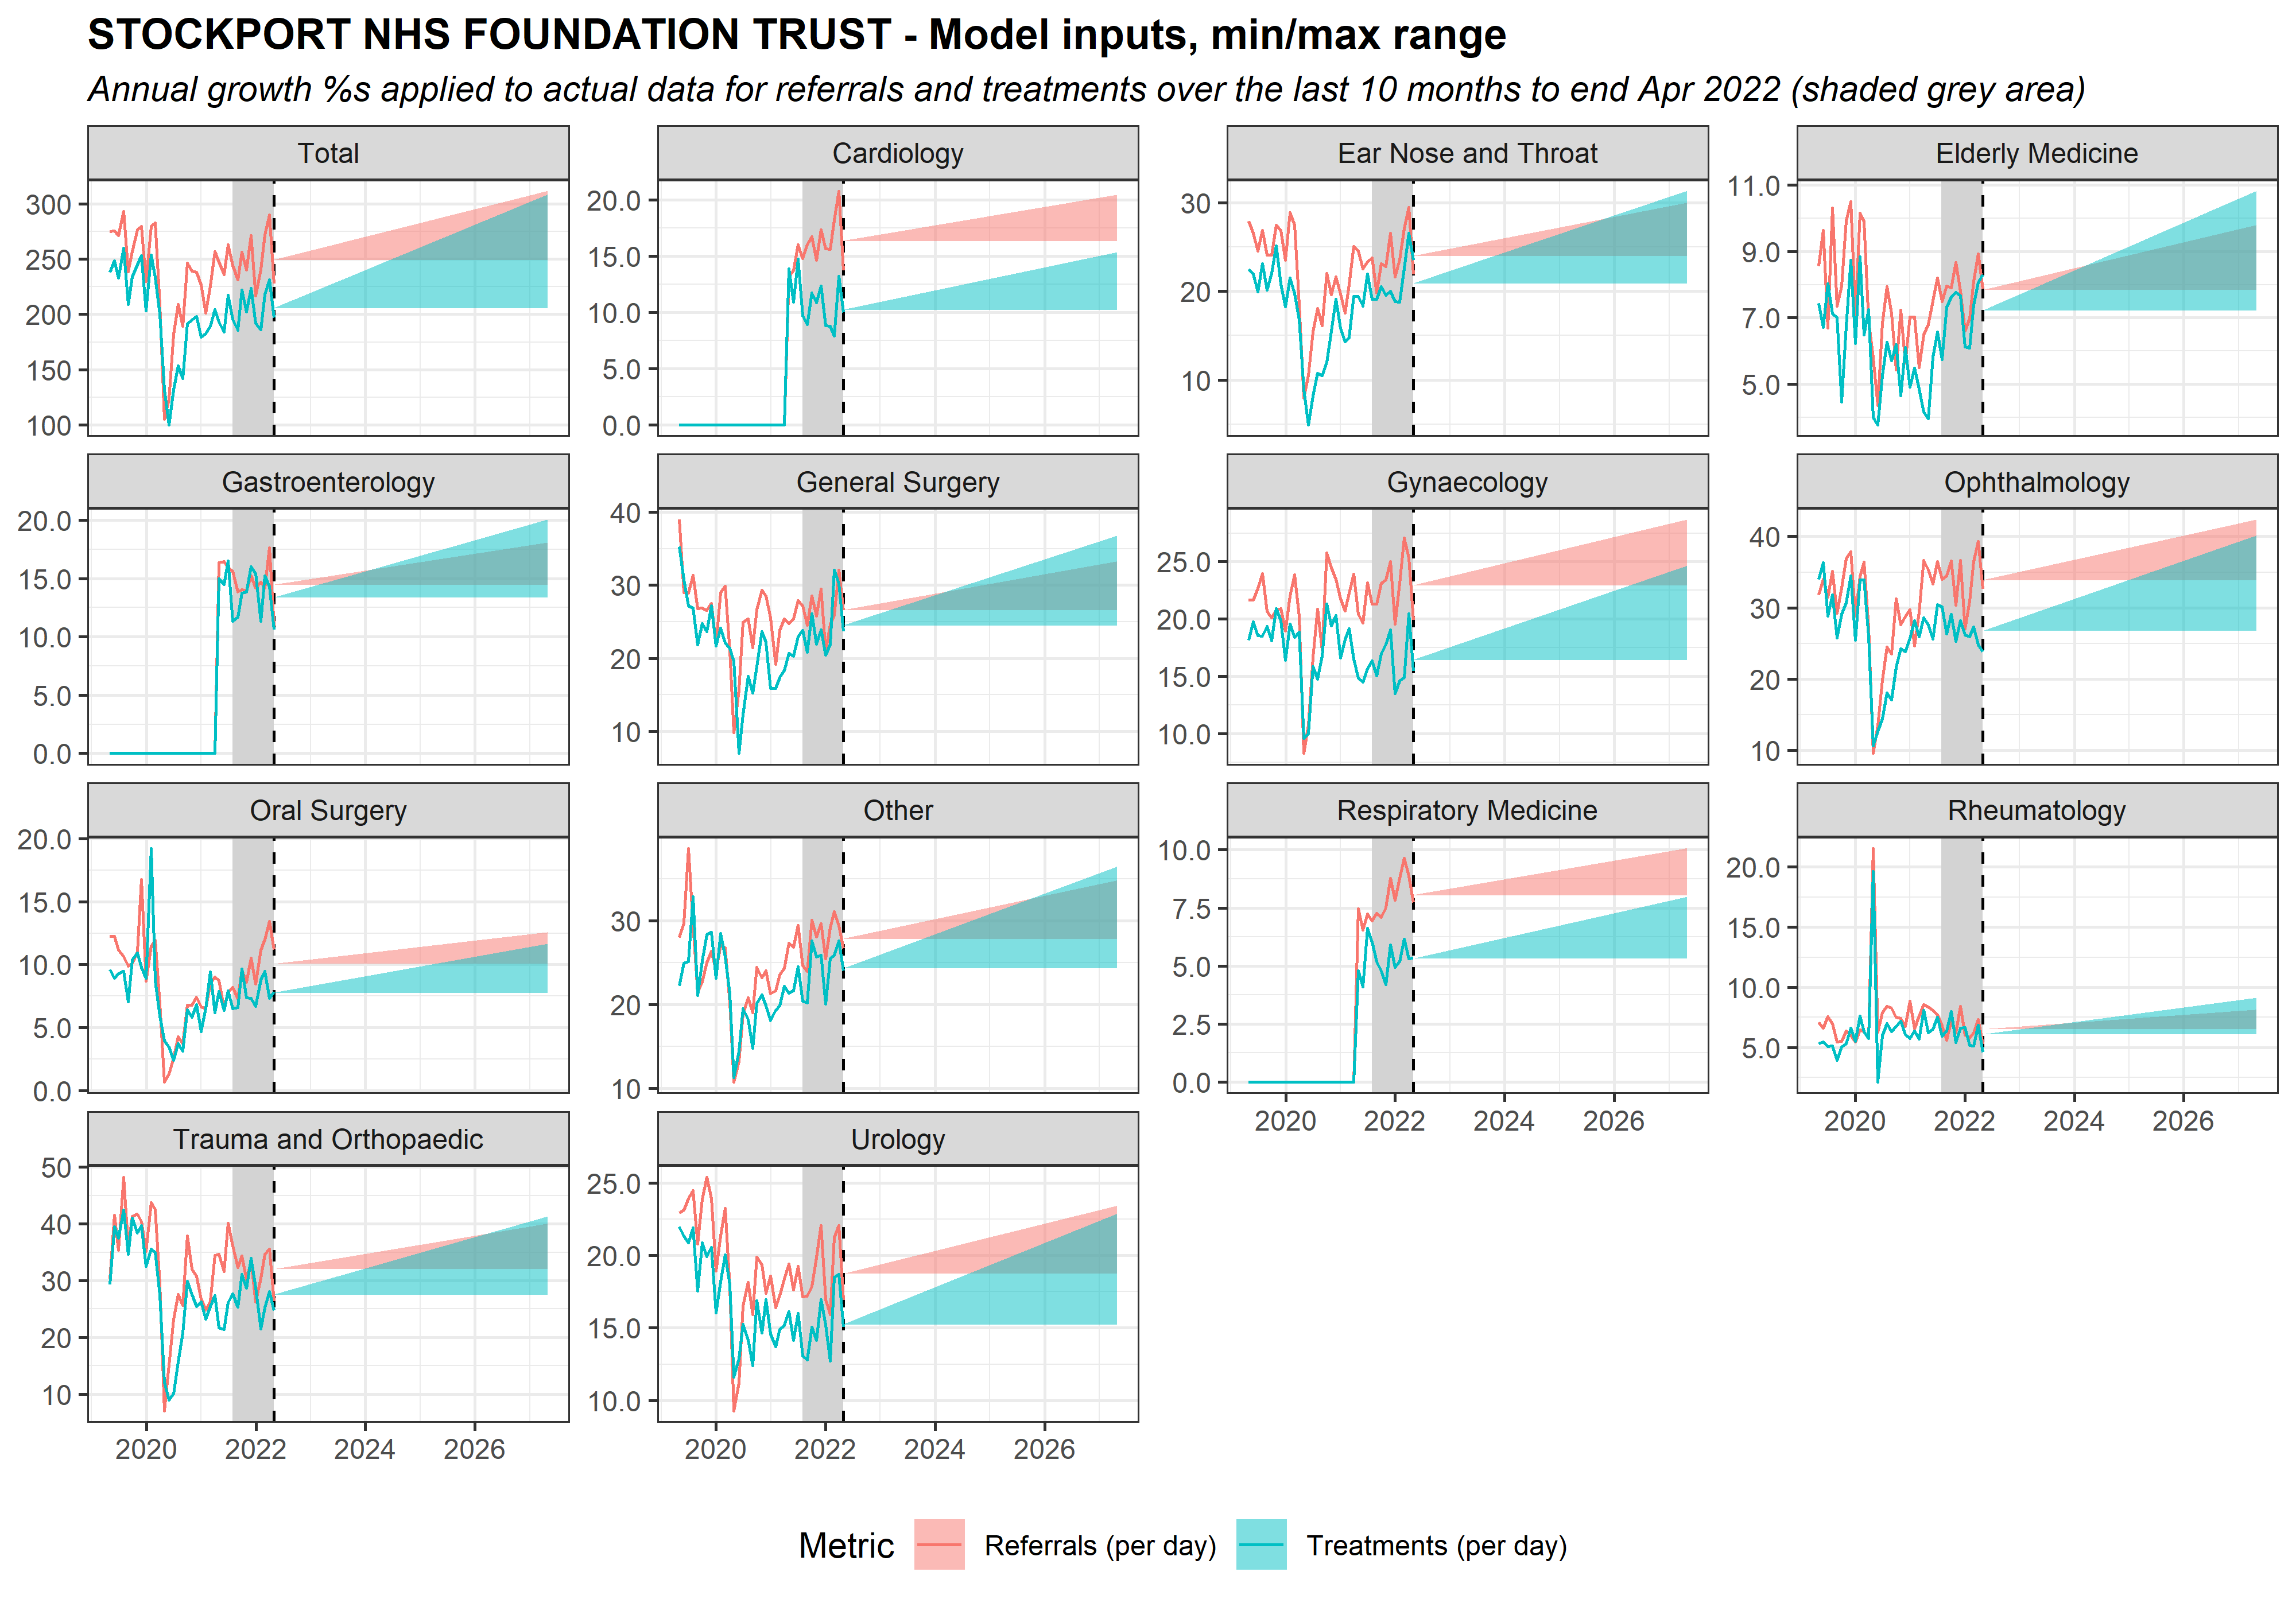 STOCKPORT NHS FOUNDATION TRUST - Model inputs, min/max range
Annual growth %s applied to actual data for referrals and treatments over the last 10 months to end Apr 2022 (shaded grey area)
Total
300
250
200
150
100
Cardiology
20.0
15.0
10.0
5.0
0.0
Ear Nose and Throat
30
20
10
Elderly Medicine
11.0
9.0
7.0
5.0
Gastroenterology
20.0
15.0
10.0
5.0
0.0
General Surgery
40
30
20
10
Gynaecology
25.0
20.0
15.0
10.0
Ophthalmology
40
30
20
10
Oral Surgery
20.0
15.0
10.0
5.0
0.0
Other
30
20
10
Respiratory Medicine
10.0
7.5
5.0
2.5
0.0
2020 2022 2024 2026
Rheumatology
20.0
15.0
10.0
5.0
2020 2022 2024 2026
Trauma and Orthopaedic
50
40
30
20
10
2020 2022 2024 2026
Urology
25.0
20.0
15.0
10.0
2020 2022 2024 2026
Metric Referrals (per day) Treatments (per day)